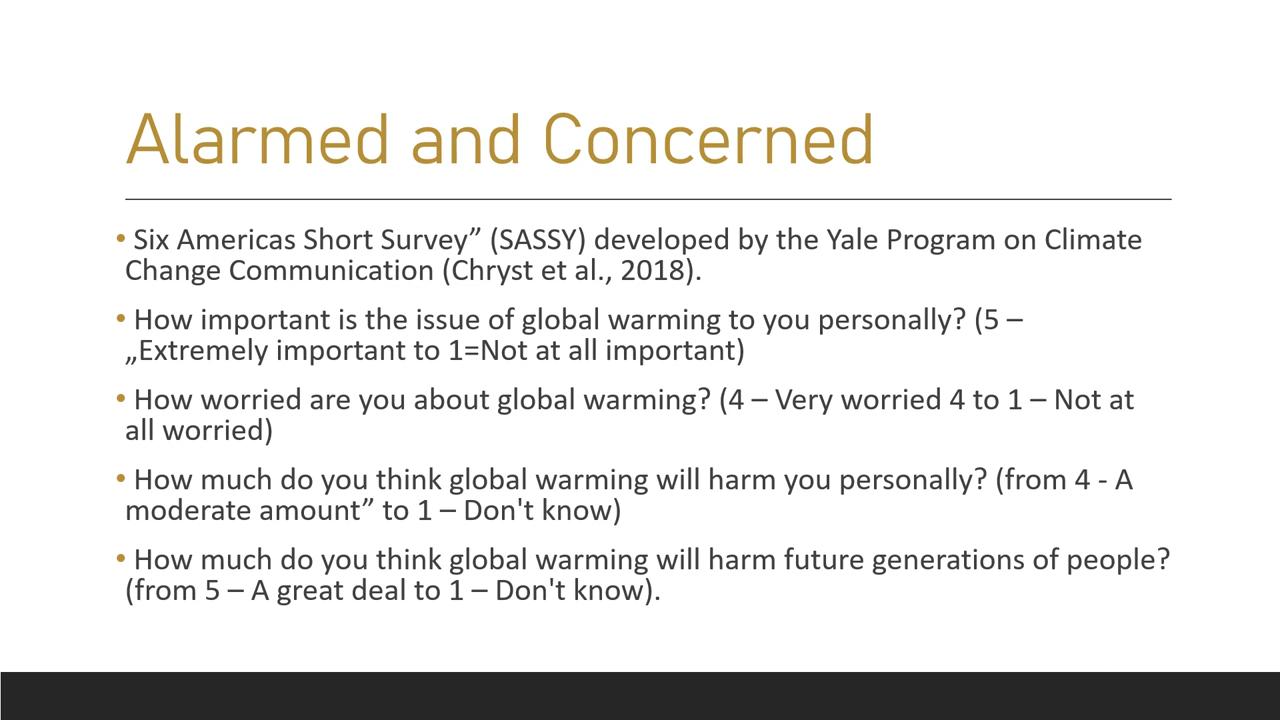 Alarmed and Concerned
• Six Americas Short Survey” (SASSY) developed by the Yale Program on Climate
Change Communication (Chryst et al., 2018).
• How important is the issue of global warming to you personally? (5 –
„Extremely important to 1=Not at all important)
• How worried are you about global warming? (4 – Very worried 4 to 1 – Not at
all worried)
• How much do you think global warming will harm you personally? (from 4 - A
moderate amount” to 1 – Don't know)
• How much do you think global warming will harm future generations of people?
(from 5 – A great deal to 1 – Don't know).